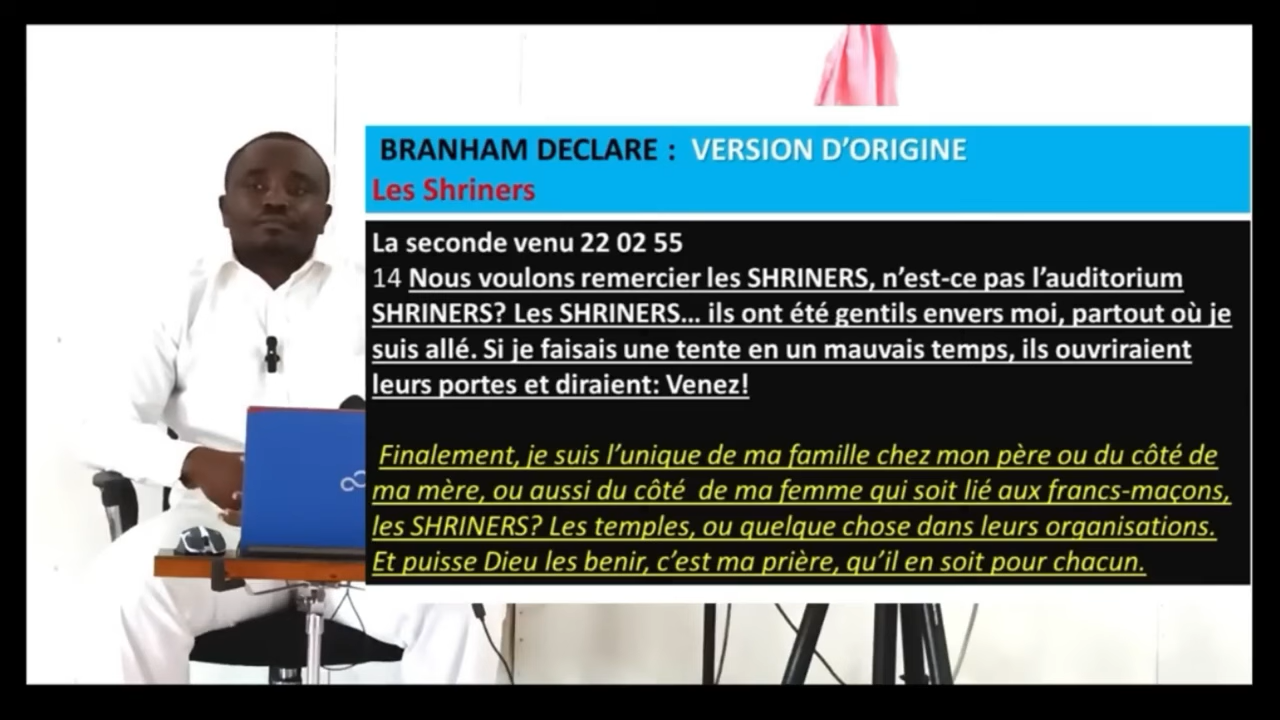 BRANHAM DECLARE : VERSION D'ORIGINE
Les Shriners
La seconde venu 22 02 55
14 Nous voulons remercier les SHRINERS, n'est-ce pas l'auditorium
SHRINERS? Les SHRINERS... ils ont été gentils envers moi, partout où je
suis allé. Si je faisais une tente en un mauvais temps, ils ouvriraient
leurs portes et diraient: Venez!
Finalement, je suis l'unique de ma famille chez mon père ou du côté de
ma mère, ou aussi du côté de ma femme qui soit lié aux francs-maçons,
les SHRINERS? Les temples, ou quelque chose dans leurs organisations.
Et puisse Dieu les benir, c'est ma prière, qu'il en soit pour chacun.